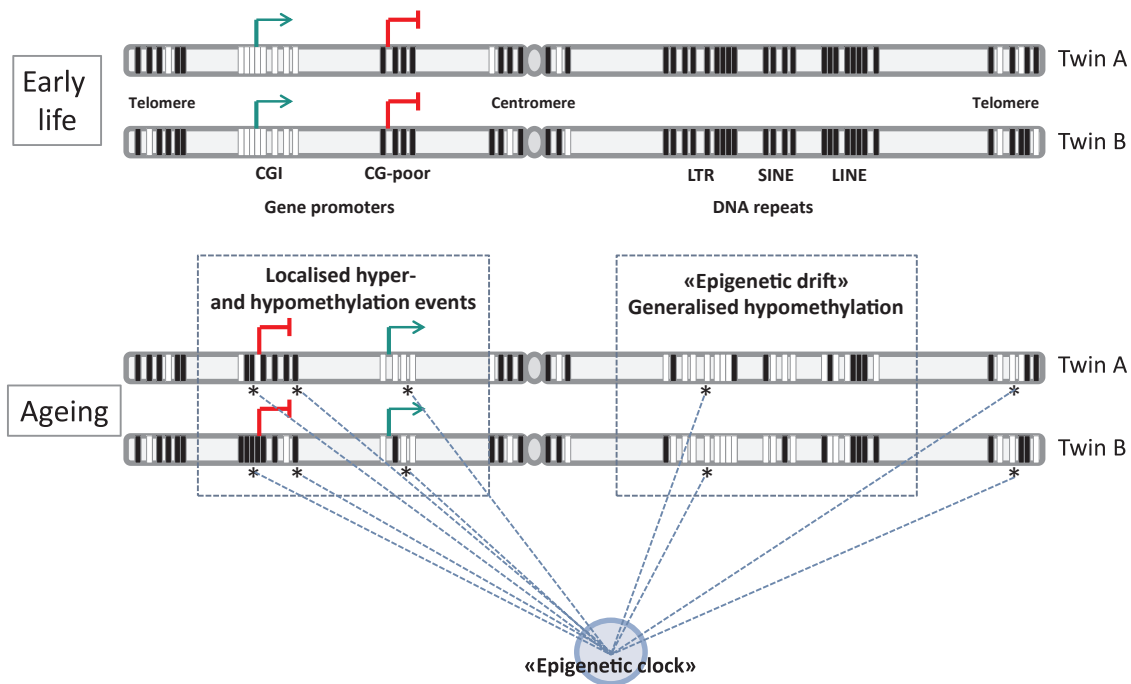 Twin A
Early
life
Telomere
Centromere
Telomere
Twin B
CGI
CG-poor
LTR
SINE
LINE
Gene promoters
DNA repeats
Localised hyper-
and hypomethylation events
«Epigenetic drift»
Generalised hypomethylation
Twin A
* * * * *
Ageing
Twin B
* * * * *
«Epigenetic clock»